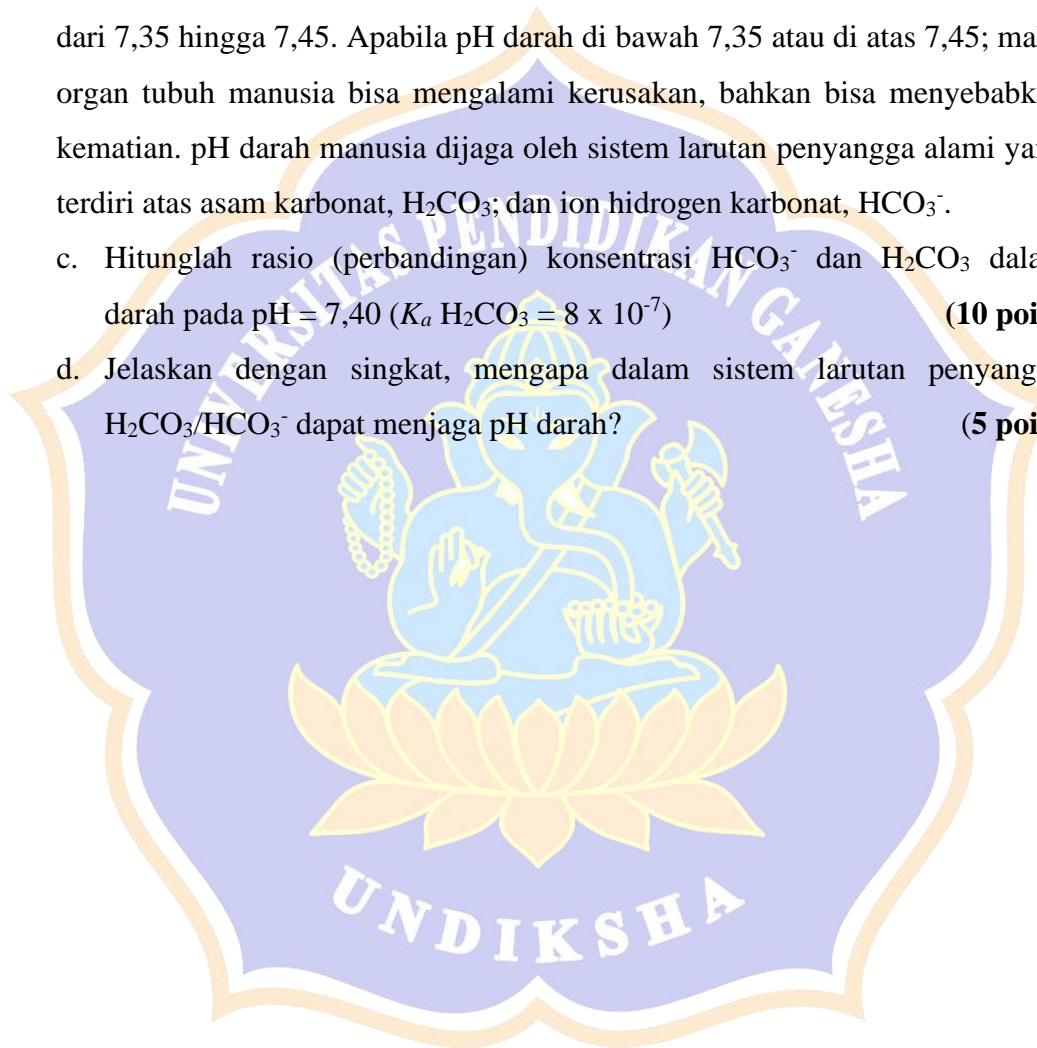 dari 7,35 hingga 7,45. Apabila pH darah di bawah 7,35 atau di atas 7,45; mak
organ tubuh manusia bisa mengalami kerusakan, bahkan bisa menyebabk
kematian. pH darah manusia dijaga oleh sistem larutan penyangga alami yan
terdiri atas asam karbonat, H₂CO₃; dan ion hidrogen karbonat, HCO₃⁻.
c. Hitunglah rasio (perbandingan) konsentrasi HCO₃⁻ dan H₂CO₃ dala
darah pada pH = 7,40 (Kₐ H₂CO₃ = 8 x 10⁻⁷) (10 poi
d. Jelaskan dengan singkat, mengapa dalam sistem larutan penyang
H₂CO₃/HCO₃⁻ dapat menjaga pH darah? (5 poi
UNIVERSITAS PENDIDIKAN GANESHA
UNDIKSHA